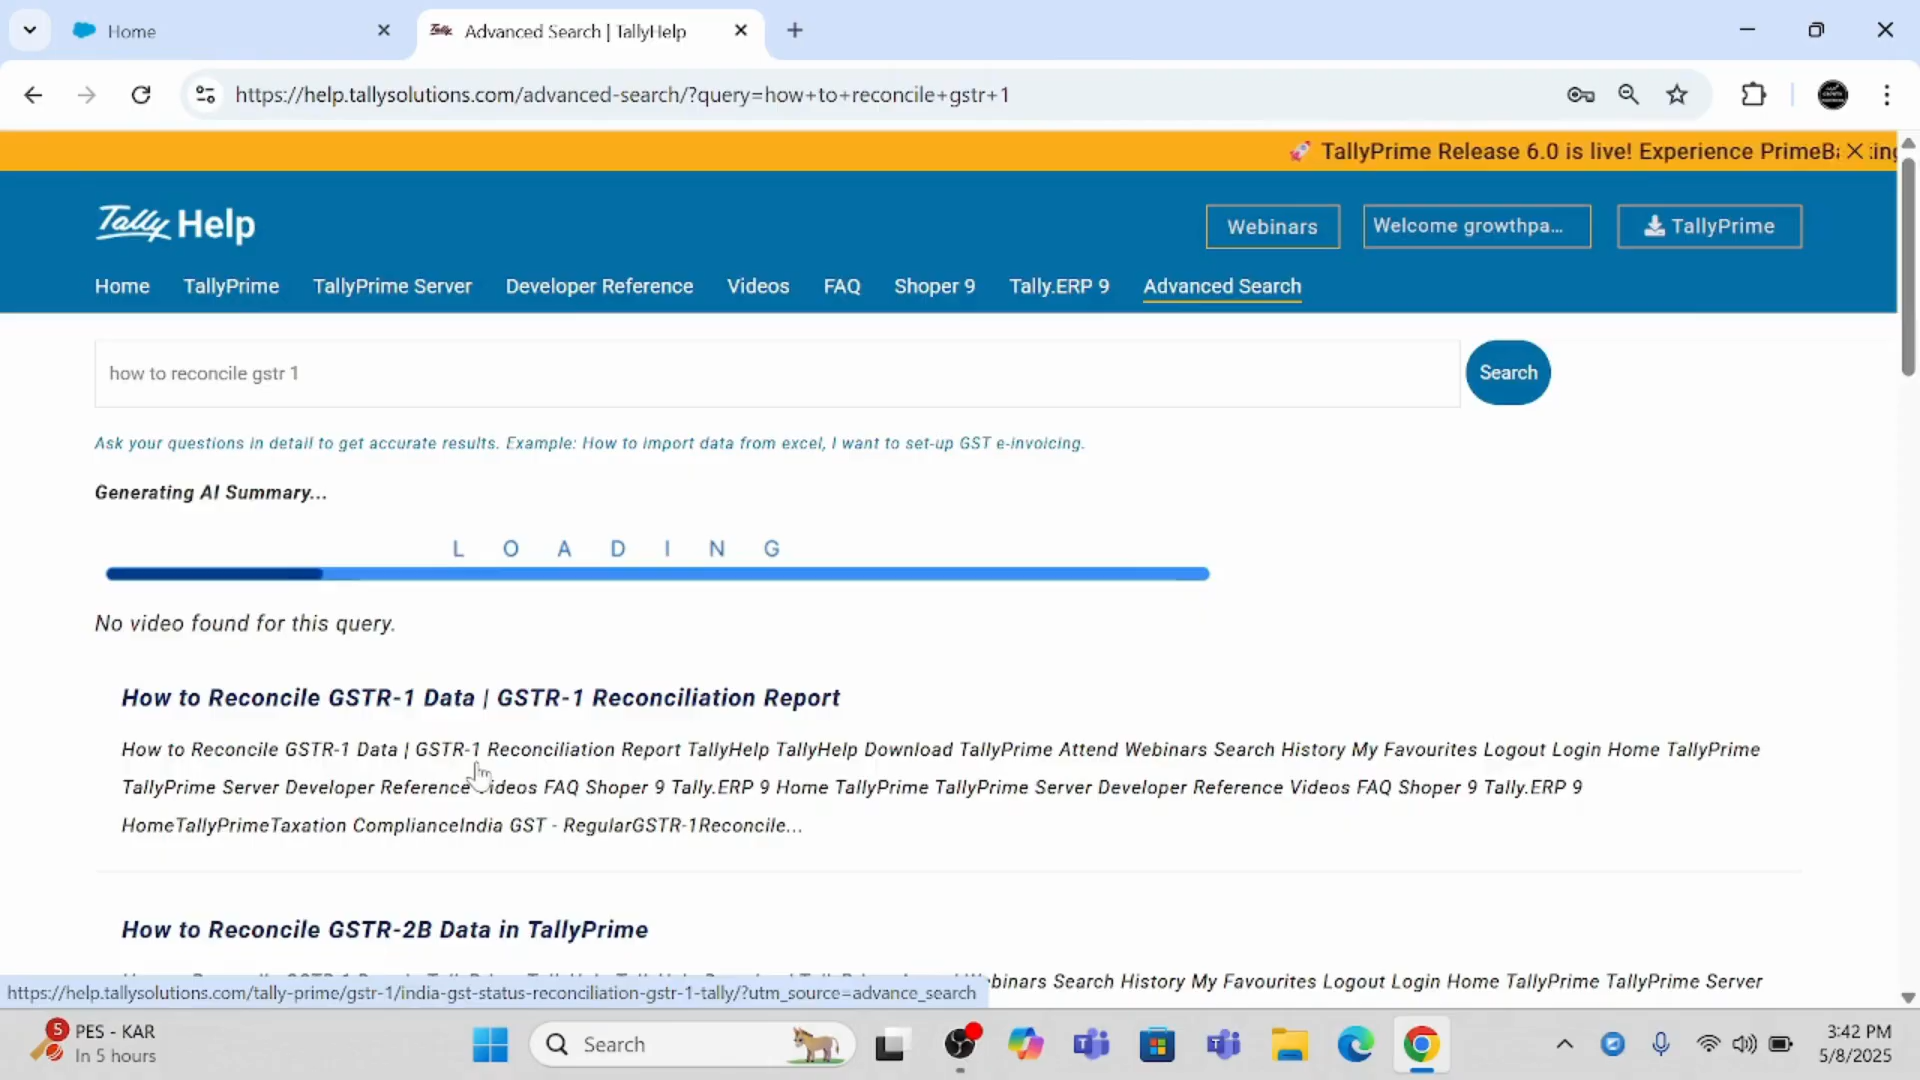 Home
Advanced Search | TallyHelp
https://help.tallysolutions.com/advanced-search/?query=how+to+reconcile+gstr+1
🚀 TallyPrime Release 6.0 is live! Experience PrimeB
Tally Help
Webinars
Welcome growthpa...
TallyPrime
Home TallyPrime TallyPrime Server Developer Reference Videos FAQ Shoper 9 Tally.ERP 9 Advanced Search
how to reconcile gstr 1
Search
Ask your questions in detail to get accurate results. Example: How to import data from excel, I want to set-up GST e-invoicing.
Generating AI Summary...
LOADING
No video found for this query.
How to Reconcile GSTR-1 Data | GSTR-1 Reconciliation Report
How to Reconcile GSTR-1 Data | GSTR-1 Reconciliation Report TallyHelp TallyHelp Download TallyPrime Attend Webinars Search History My Favourites Logout Login Home TallyPrime
TallyPrime Server Developer Reference Videos FAQ Shoper 9 Tally.ERP 9 Home TallyPrime TallyPrime Server Developer Reference Videos FAQ Shoper 9 Tally.ERP 9
HomeTallyPrimeTaxation ComplianceIndia GST - RegularGSTR-1Reconcile...
How to Reconcile GSTR-2B Data in TallyPrime
Webinars Search History My Favourites Logout Login Home TallyPrime TallyPrime Server
https://help.tallysolutions.com/tally-prime/gstr-1/india-gst-status-reconciliation-gstr-1-tally/?utm_source=advance_search
5
PES - KAR
In 5 hours
Search
3:42 PM
5/8/2025